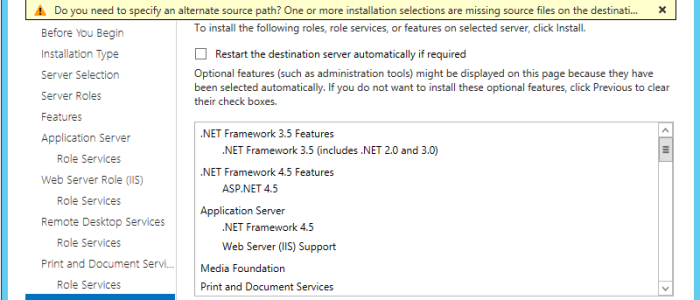 Do you need to specify an alternate source path? One or more installation selections are missing source files on the destinati...
Before You Begin
Installation Type
Server Selection
Server Roles
Features
Application Server
Role Services
Web Server Role (IIS)
Role Services
Remote Desktop Services
Role Services
Print and Document Servi...
Role Services
To install the following roles, role services, or features on selected server, click Install.
Restart the destination server automatically if required
Optional features (such as administration tools) might be displayed on this page because they have
been selected automatically. If you do not want to install these optional features, click Previous to clear
their check boxes.
.NET Framework 3.5 Features
.NET Framework 3.5 (includes .NET 2.0 and 3.0)
.NET Framework 4.5 Features
ASP.NET 4.5
Application Server
.NET Framework 4.5
Web Server (IIS) Support
Media Foundation
Print and Document Services